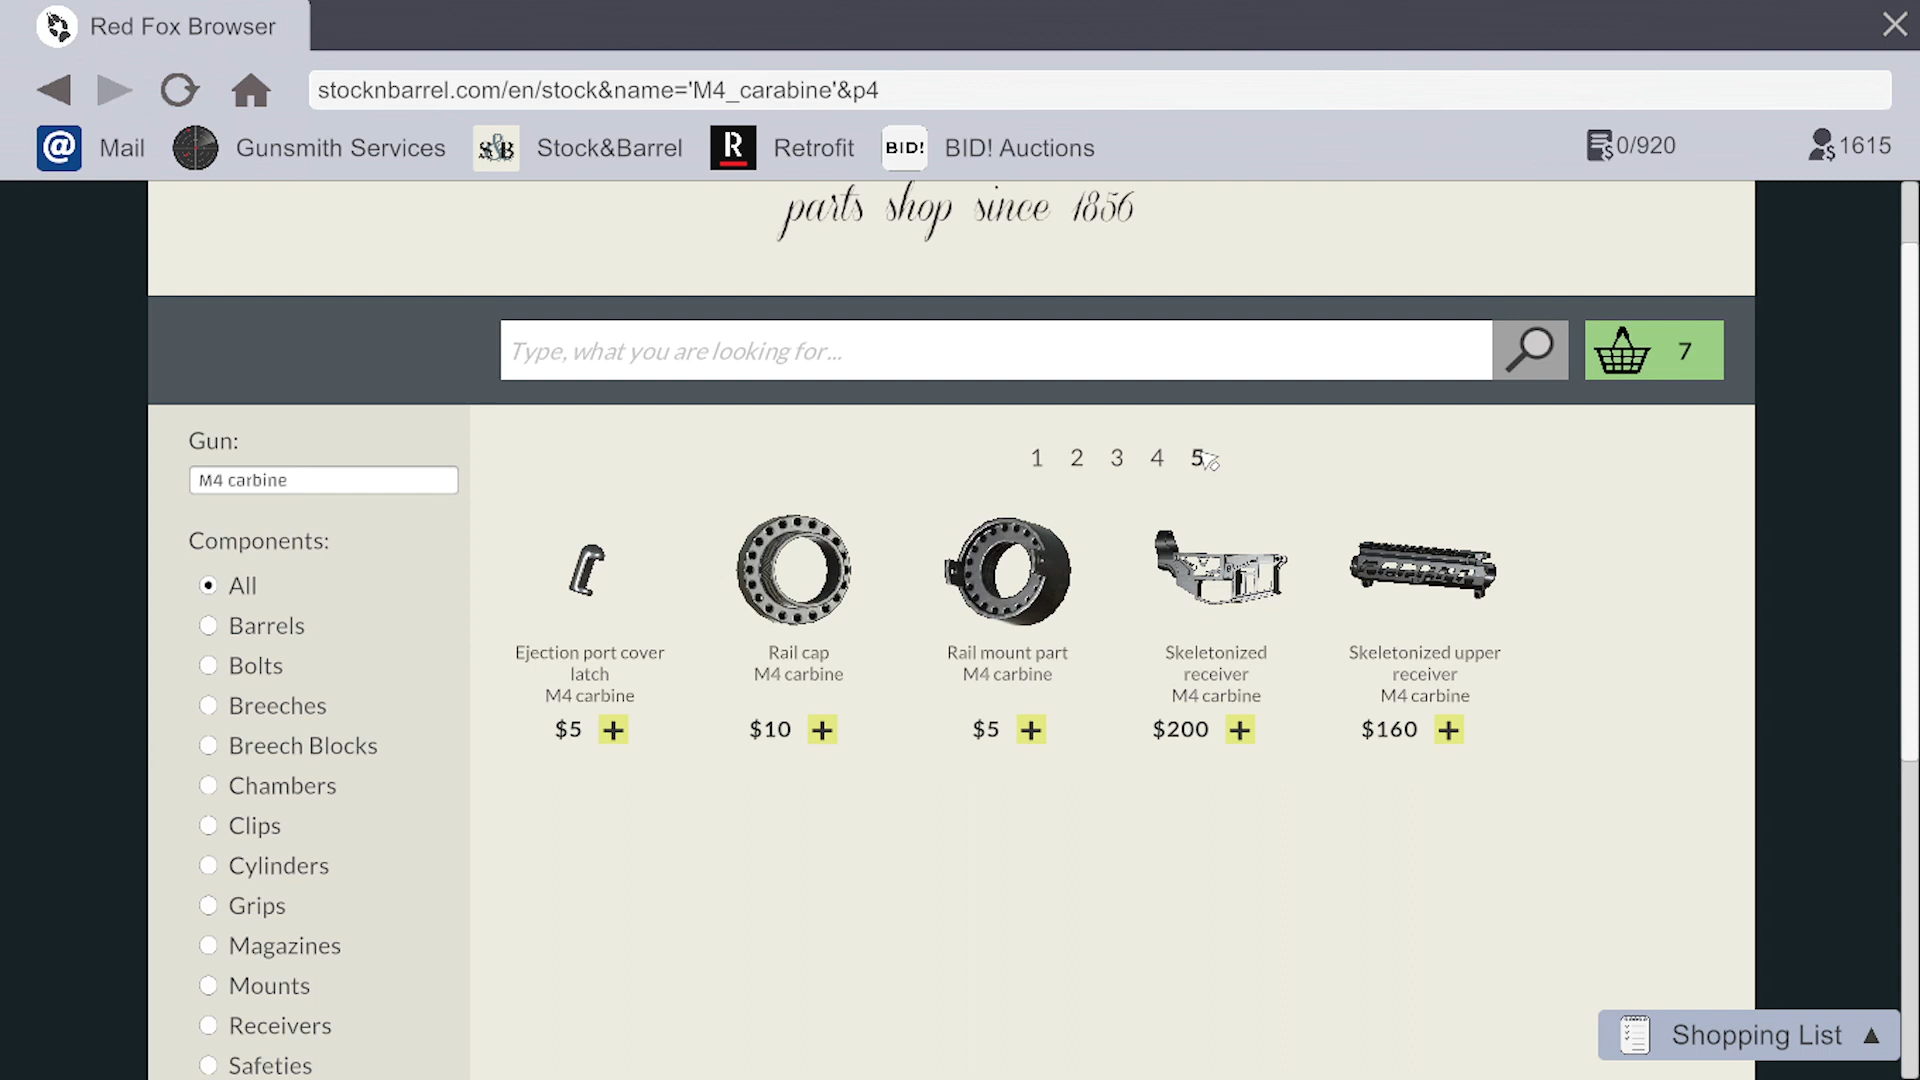 Red Fox Browser
stocknbarrel.com/en/stock&name='M4_carabine'&p4
@ Mail Gunsmith Services S&B Stock&Barrel R Retrofit BID! BID! Auctions 0/920 1615
parts shop since 1856
Type, what you are looking for...
7
Gun:
M4 carbine
1 2 3 4 5
Components:
All
Barrels
Bolts
Breeches
Breech Blocks
Chambers
Clips
Cylinders
Grips
Magazines
Mounts
Receivers
Safeties
Ejection port cover
latch
M4 carbine
$5 +
Rail cap
M4 carbine
$10 +
Rail mount part
M4 carbine
$5 +
Skeletonized
receiver
M4 carbine
$200 +
Skeletonized upper
receiver
M4 carbine
$160 +
Shopping List